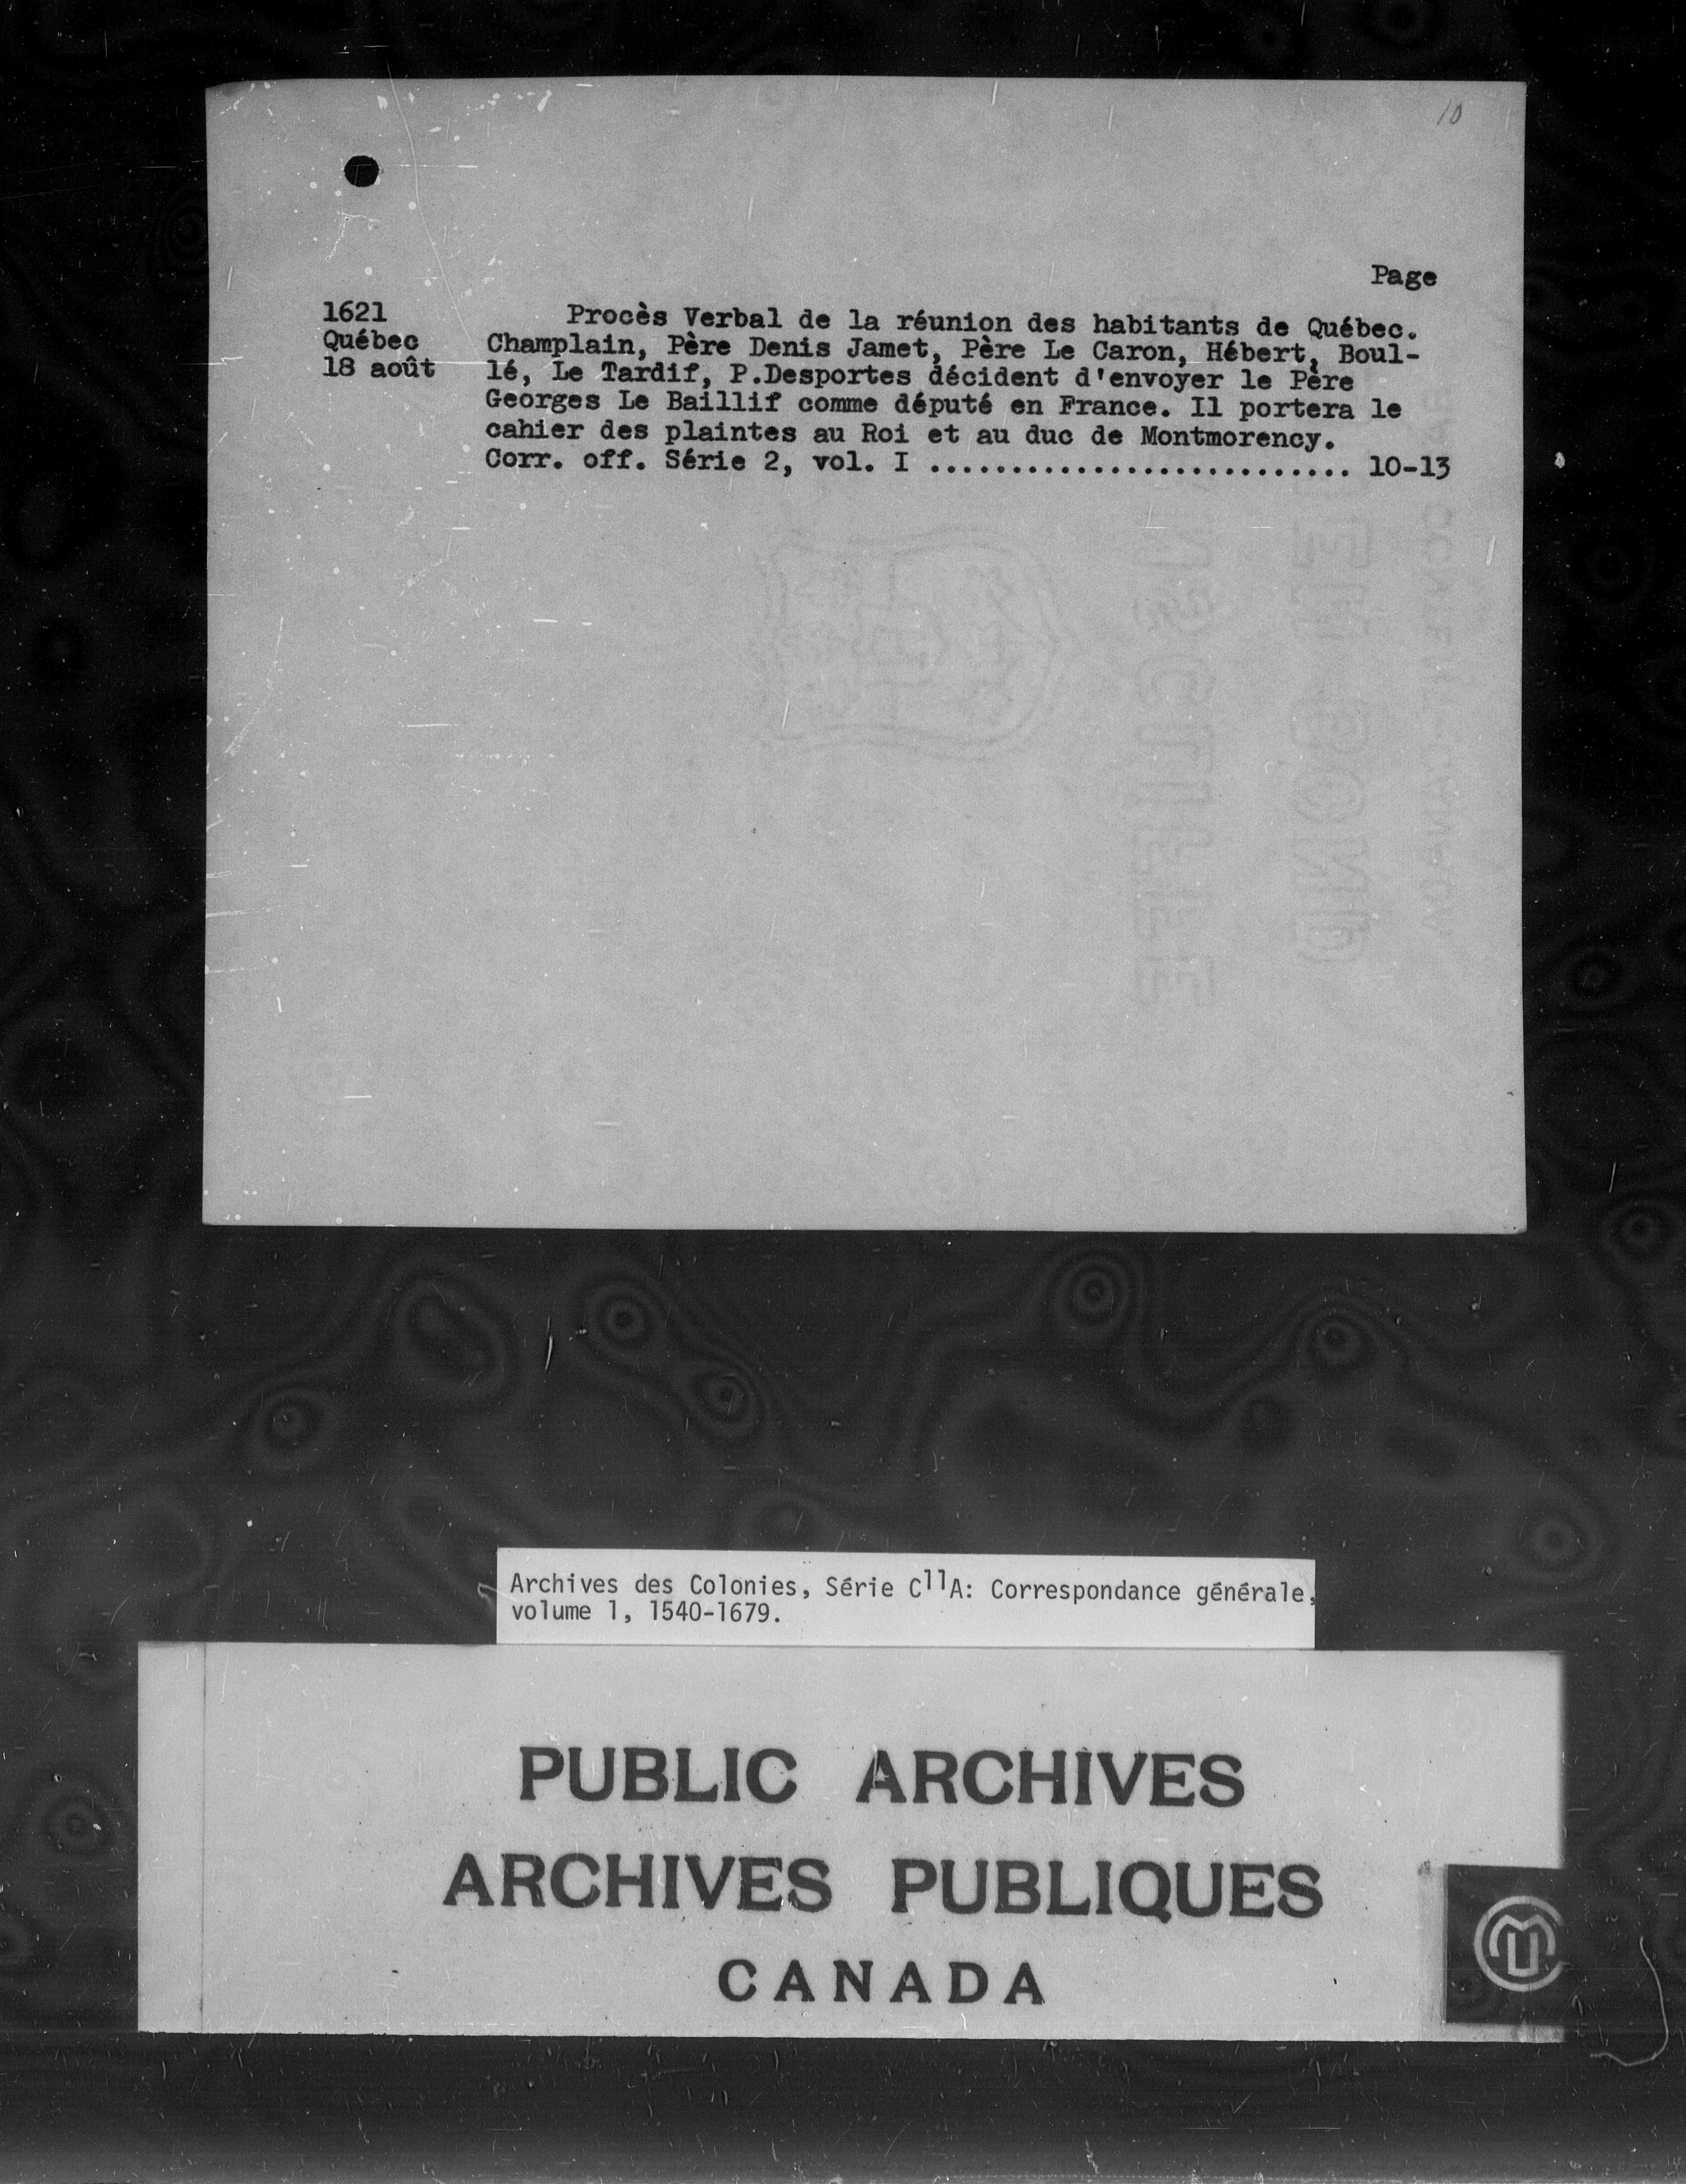 10
Page
1621
Québec
18 août
Procès Verbal de la réunion des habitants de Québec.
Champlain, Père Denis Jamet, Père Le Caron, Hébert, Boul-
lé, Le Tardif, P.Desportes décident d'envoyer le Père
Georges Le Baillif comme député en France. Il portera le
cahier des plaintes au Roi et au duc de Montmorency.
Corr. off. Série 2, vol. I .......................... 10-13
Archives des Colonies, Série C11A: Correspondance générale,
volume 1, 1540-1679.
PUBLIC ARCHIVES
ARCHIVES PUBLIQUES
CANADA